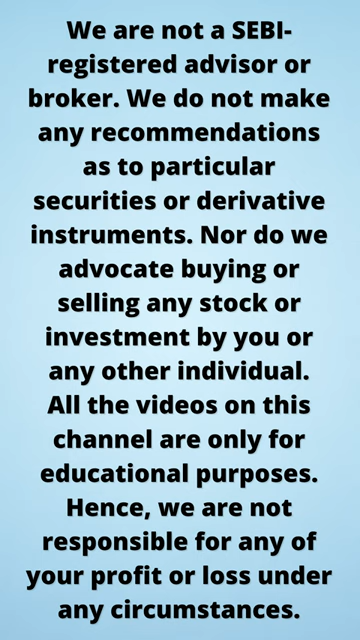 We are not a SEBI-
registered advisor or
broker. We do not make
any recommendations
as to particular
securities or derivative
instruments. Nor do we
advocate buying or
selling any stock or
investment by you or
any other individual.
All the videos on this
channel are only for
educational purposes.
Hence, we are not
responsible for any of
your profit or loss under
any circumstances.